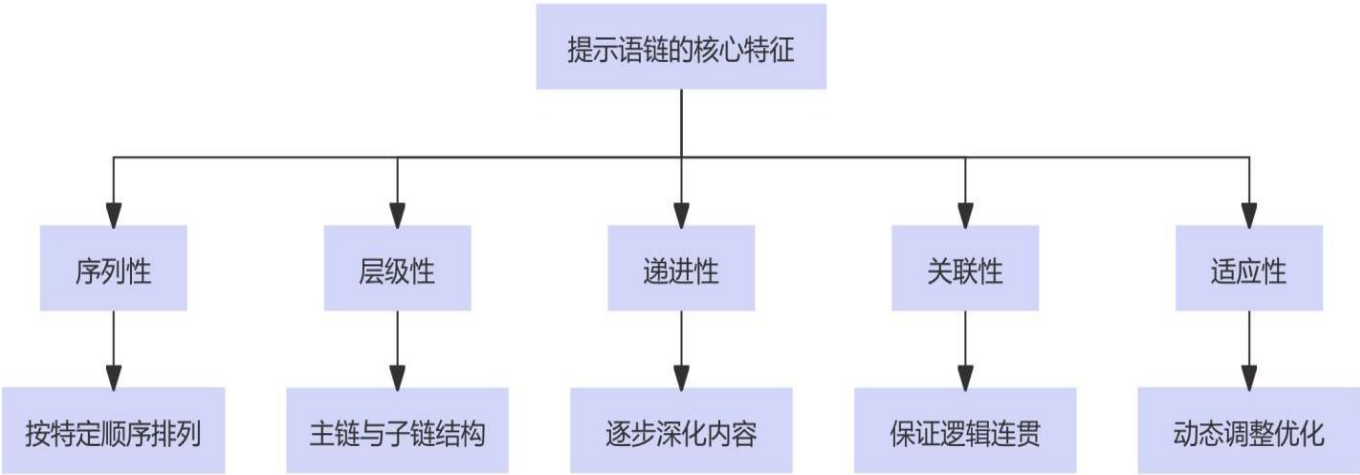 提示语链的核心特征
序列性
层级性
递进性
关联性
适应性
按特定顺序排列
主链与子链结构
逐步深化内容
保证逻辑连贯
动态调整优化